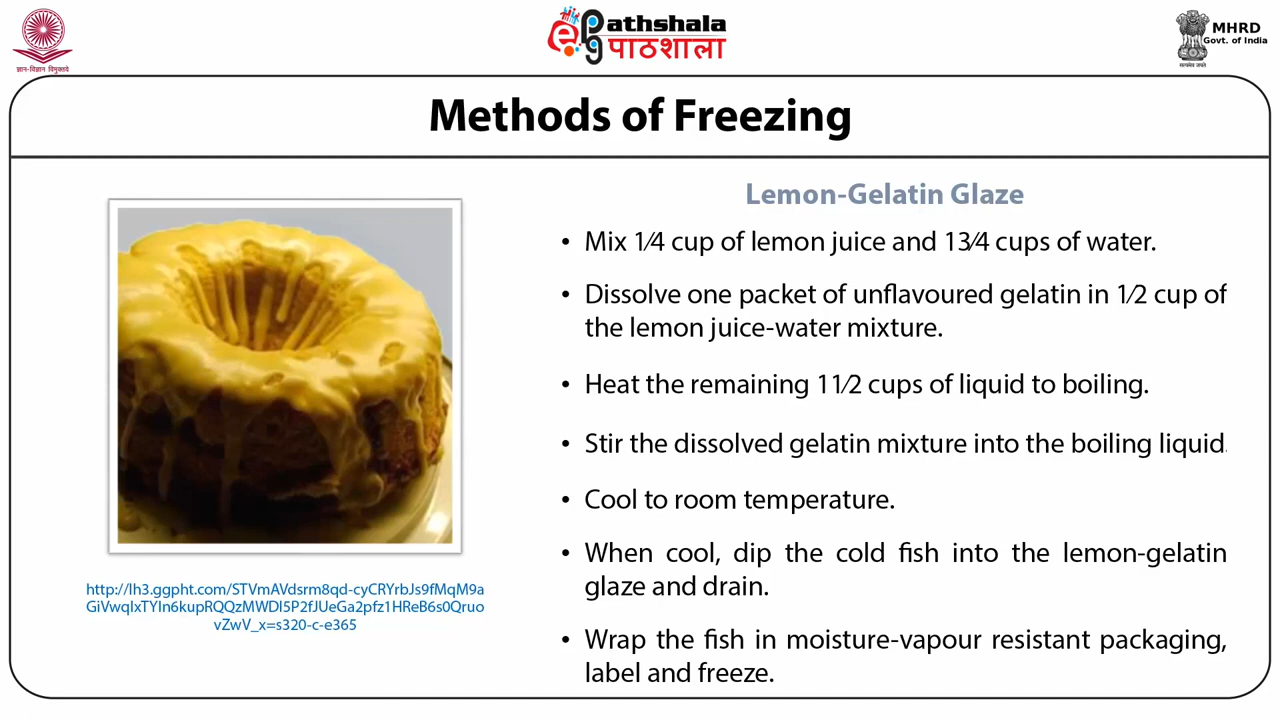 ज्ञान-विज्ञान विमुक्तये
ePathshala
पाठशाला
MHRD
Govt. of India
सत्यमेव जयते
Methods of Freezing
Lemon-Gelatin Glaze
• Mix 1⁄4 cup of lemon juice and 13⁄4 cups of water.
• Dissolve one packet of unflavoured gelatin in 1⁄2 cup of
the lemon juice-water mixture.
• Heat the remaining 11⁄2 cups of liquid to boiling.
• Stir the dissolved gelatin mixture into the boiling liquid.
• Cool to room temperature.
• When cool, dip the cold fish into the lemon-gelatin
glaze and drain.
• Wrap the fish in moisture-vapour resistant packaging,
label and freeze.
http://lh3.ggpht.com/STVmAVdsrm8qd-cyCRYrbJs9fMqM9a
GiVwqIxTYIn6kupRQQzMWDl5P2fJUeGa2pfz1HReB6s0Qruo
vZwV_x=s320-c-e365